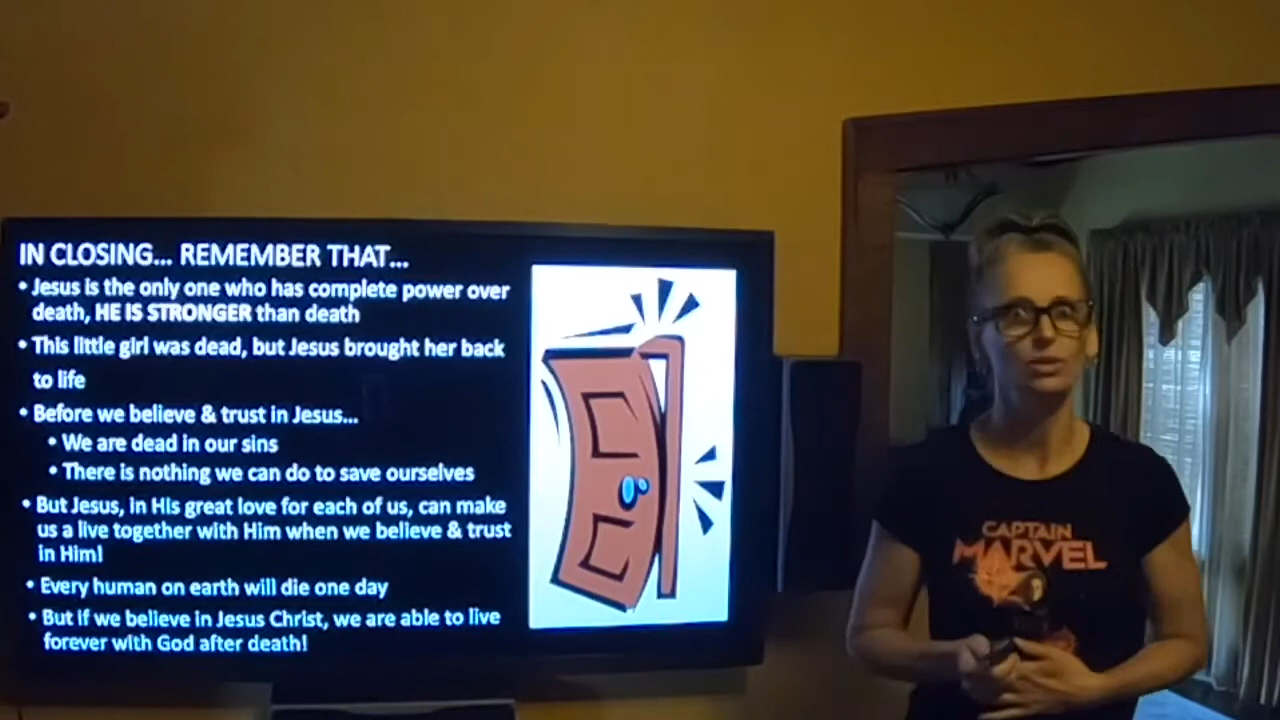 IN CLOSING... REMEMBER THAT...
• Jesus is the only one who has complete power over
death, HE IS STRONGER than death
• This little girl was dead, but Jesus brought her back
to life
• Before we believe & trust in Jesus...
• We are dead in our sins
• There is nothing we can do to save ourselves
• But Jesus, in His great love for each of us, can make
us a live together with Him when we believe & trust
in Him!
• Every human on earth will die one day
• But if we believe in Jesus Christ, we are able to live
forever with God after death!
CAPTAIN
MARVEL